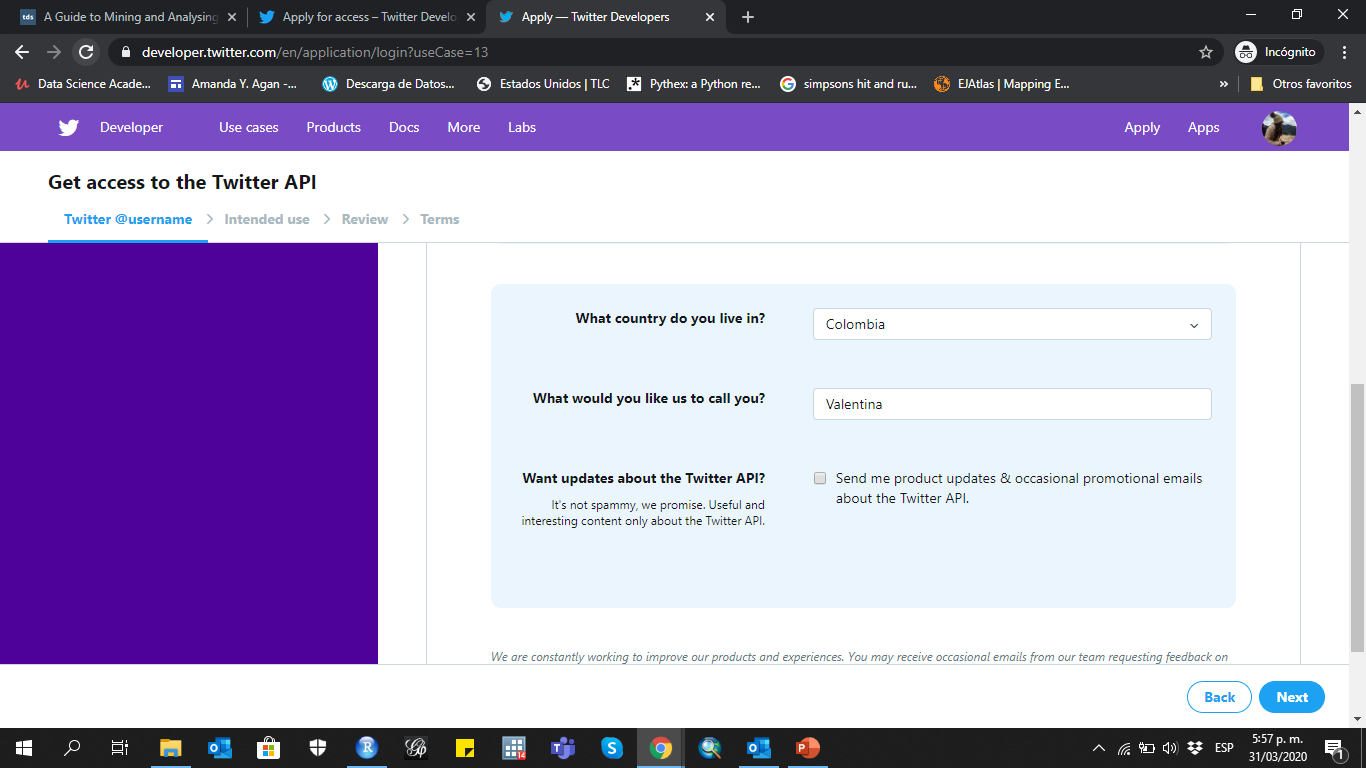 A Guide to Mining and Analysing
Apply for access – Twitter Develo
Apply — Twitter Developers
developer.twitter.com/en/application/login?useCase=13
Incógnito
Data Science Acade...
Amanda Y. Agan -...
Descarga de Datos...
Estados Unidos | TLC
Pythex: a Python re...
simpsons hit and ru...
EJAtlas | Mapping E...
»
Otros favoritos
Developer
Use cases
Products
Docs
More
Labs
Apply
Apps
Get access to the Twitter API
Twitter @username
Intended use
Review
Terms
What country do you live in?
Colombia
What would you like us to call you?
Valentina
Want updates about the Twitter API?
It's not spammy, we promise. Useful and
interesting content only about the Twitter API.
Send me product updates & occasional promotional emails
about the Twitter API.
We are constantly working to improve our products and experiences. You may receive occasional emails from our team requesting feedback on
Back
Next
ESP
5:57 p. m.
31/03/2020